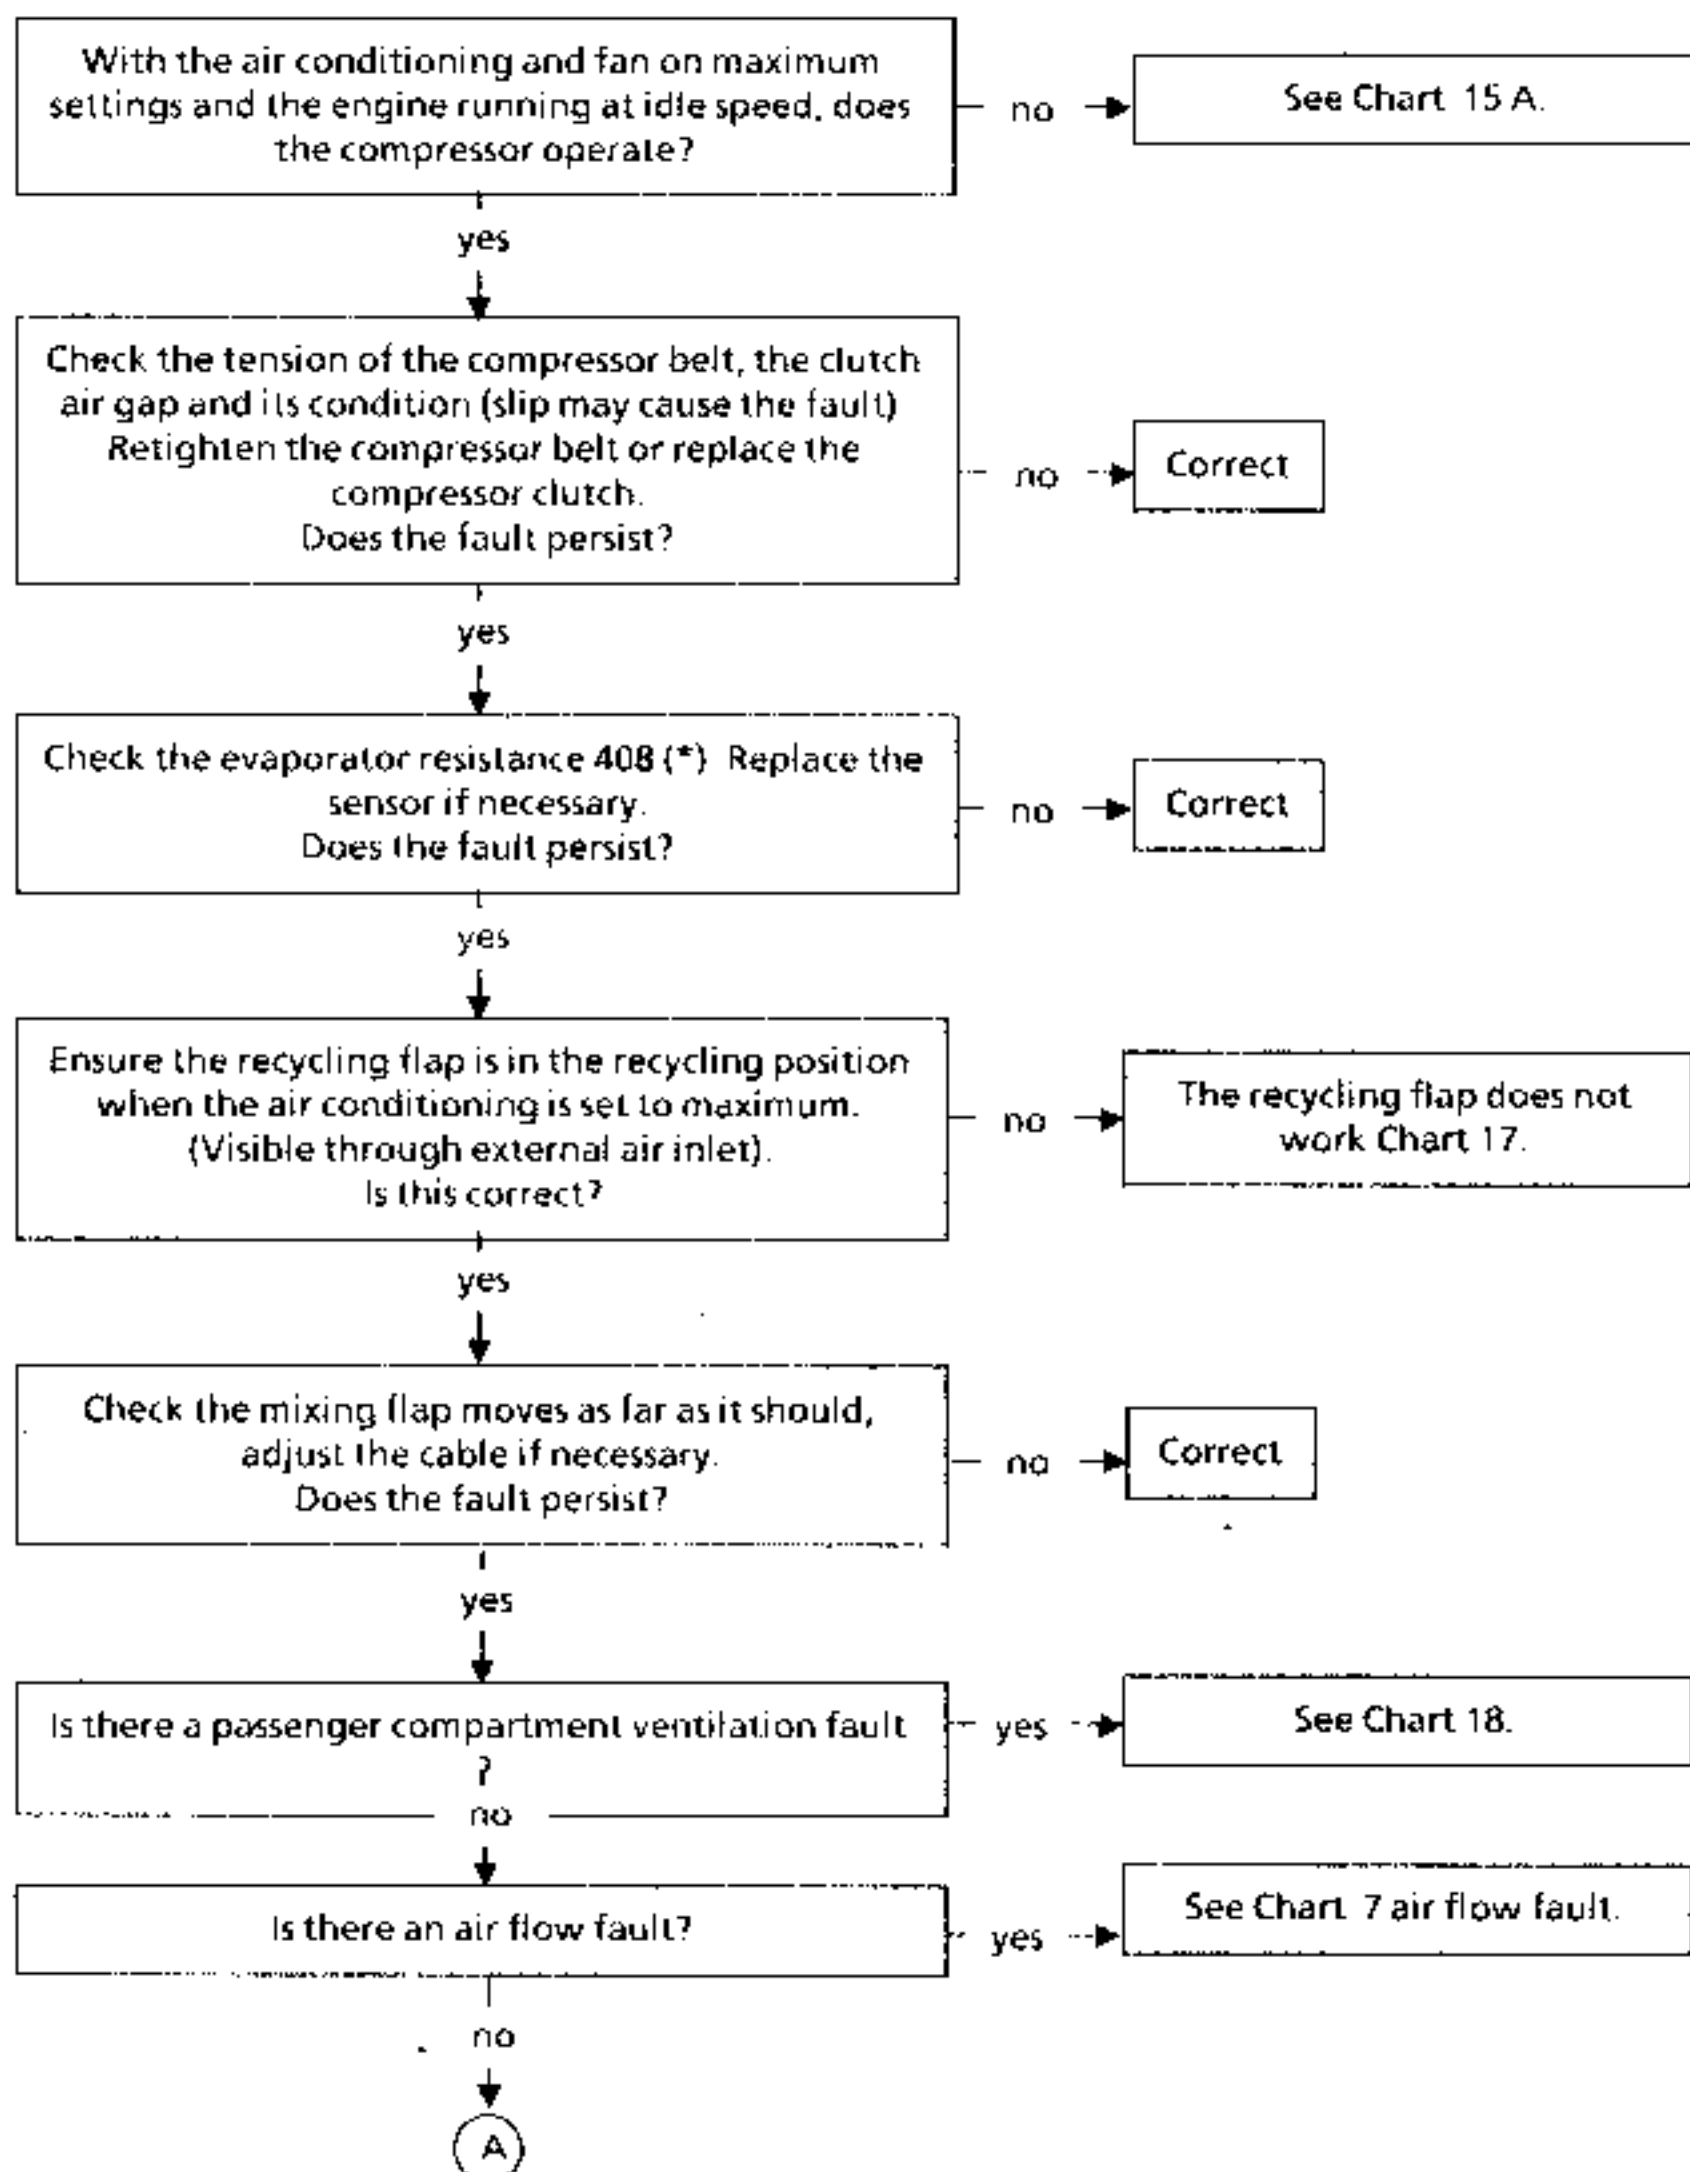 With the air conditioning and fan on maximum
settings and the engine running at idle speed, does
the compressor operate?
no
See Chart 15 A.
yes
Check the tension of the compressor belt, the clutch
air gap and its condition (slip may cause the fault)
Retighten the compressor belt or replace the
compressor clutch.
Does the fault persist?
no
Correct
yes
Check the evaporator resistance 408 (*) Replace the
sensor if necessary.
Does the fault persist?
no
Correct
yes
Ensure the recycling flap is in the recycling position
when the air conditioning is set to maximum.
(Visible through external air inlet).
Is this correct?
no
The recycling flap does not
work Chart 17.
yes
Check the mixing flap moves as far as it should,
adjust the cable if necessary.
Does the fault persist?
no
Correct
yes
Is there a passenger compartment ventilation fault
?
yes
See Chart 18.
no
Is there an air flow fault?
yes
See Chart 7 air flow fault.
no
A